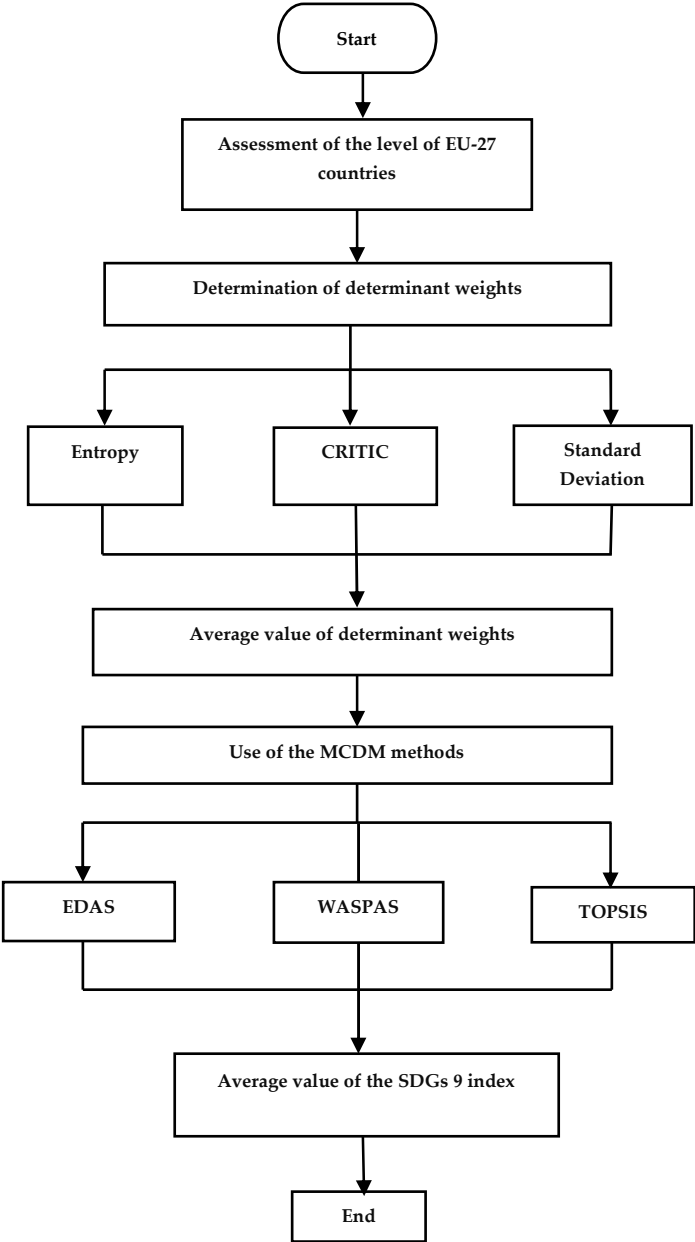 Start
Assessment of the level of EU-27
countries
Determination of determinant weights
Entropy
CRITIC
Standard
Deviation
Average value of determinant weights
Use of the MCDM methods
EDAS
WASPAS
TOPSIS
Average value of the SDGs 9 index
End